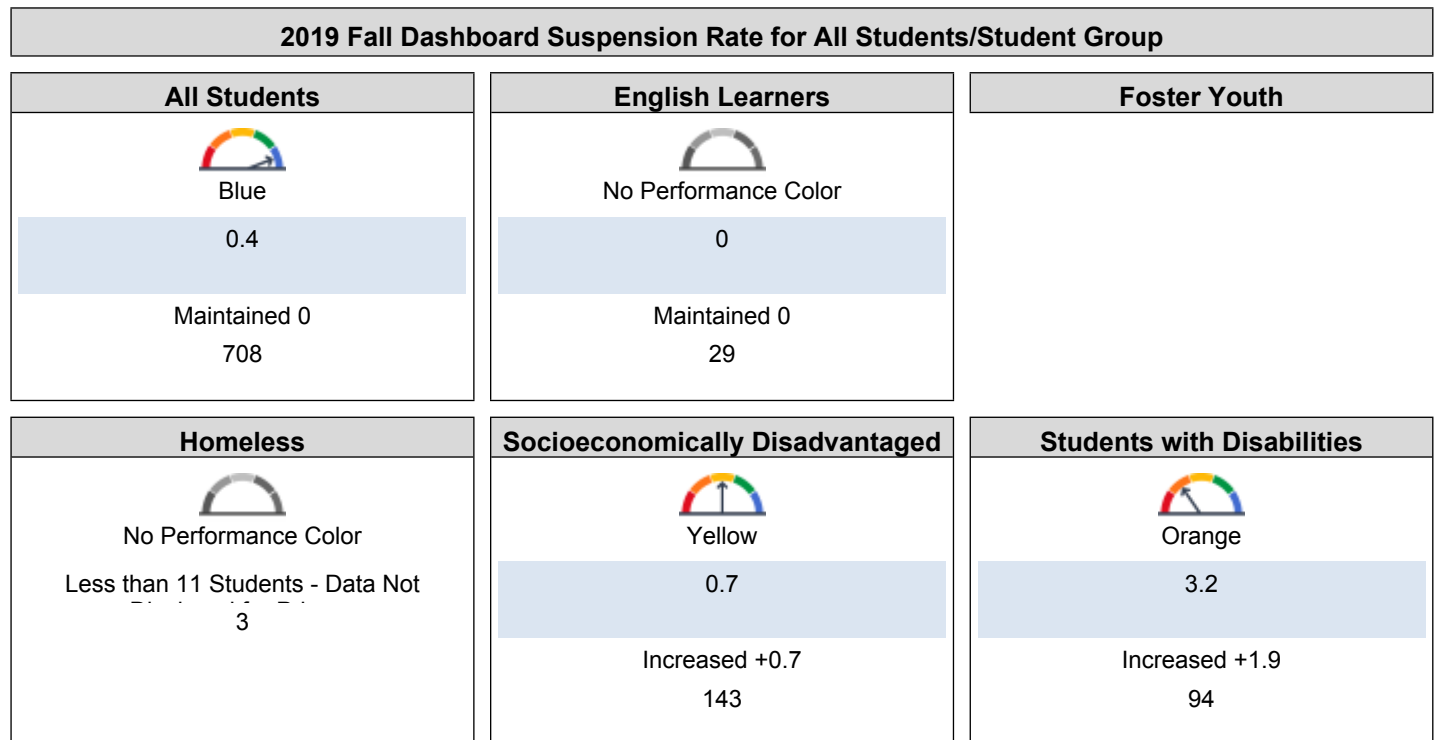 2019 Fall Dashboard Suspension Rate for All Students/Student Group
All Students
Blue
0.4
Maintained 0
708
English Learners
No Performance Color
0
Maintained 0
29
Foster Youth
Homeless
No Performance Color
Less than 11 Students - Data Not
3
Socioeconomically Disadvantaged
Yellow
0.7
Increased +0.7
143
Students with Disabilities
Orange
3.2
Increased +1.9
94